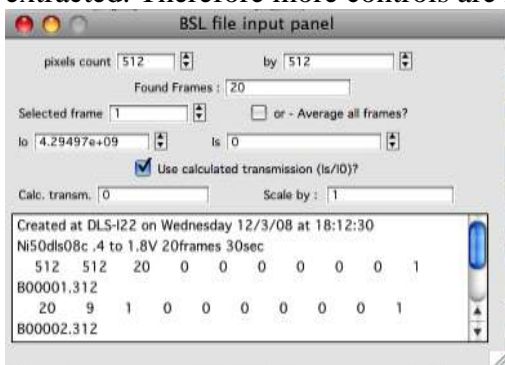 extracted. Therefore more controls are
BSL file input panel
pixels count 512 by 512
Found Frames : 20
Selected frame 1 or - Average all frames?
Io 4.29497e+09 Is 0
Use calculated transmission (Is/I0)?
Calc. transm. 0 Scale by : 1
Created at DLS-I22 on Wednesday 12/3/08 at 18:12:30
Ni50dls08c .4 to 1.8V 20frames 30sec
512 512 20 0 0 0 0 0 0 1
B00001.312
20 9 1 0 0 0 0 0 0 1
B00002.312